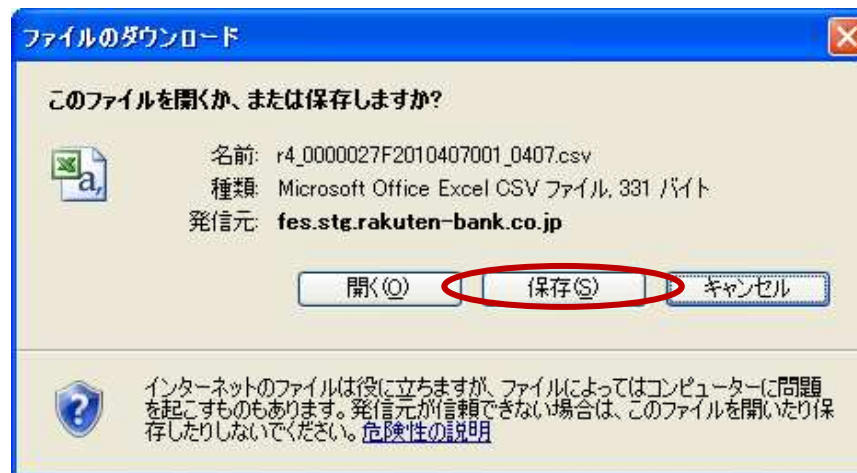 ファイルのダウンロード
このファイルを開くか、または保存しますか?
名前: r4_0000027F2010407001_0407.csv
種類: Microsoft Office Excel CSV ファイル, 331 バイト
発信元: fes.stg.rakuten-bank.co.jp
開く(O) 保存(S) キャンセル
インターネットのファイルは役に立ちますが、ファイルによってはコンピューターに問題
を起こすものもあります。発信元が信頼できない場合は、このファイルを開いたり保
存したりしないでください。危険性の説明